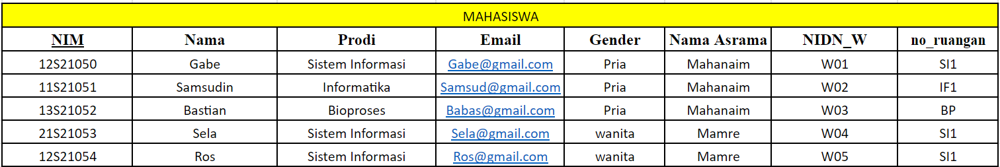 MAHASISWA
NIM Nama Prodi Email Gender Nama Asrama NIDN_W no_ruangan
12S21050 Gabe Sistem Informasi Gabe@gmail.com Pria Mahanaim W01 SI1
11S21051 Samsudin Informatika Samsud@gmail.com Pria Mahanaim W02 IF1
13S21052 Bastian Bioproses Babas@gmail.com Pria Mahanaim W03 BP
21S21053 Sela Sistem Informasi Sela@gmail.com wanita Mamre W04 SI1
12S21054 Ros Sistem Informasi Ros@gmail.com wanita Mamre W05 SI1